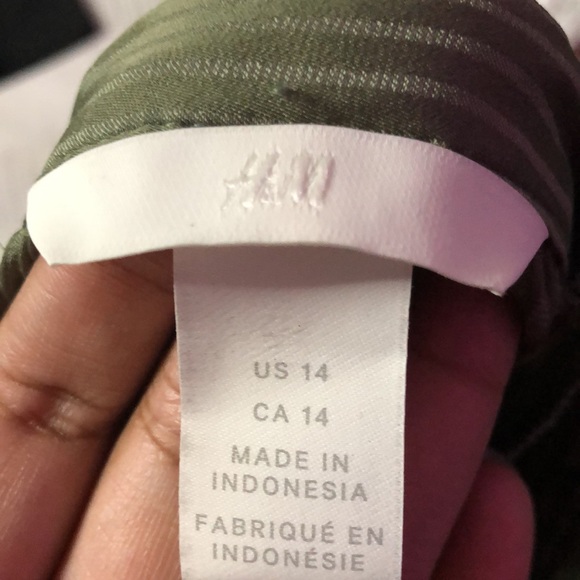 H&M
US 14
CA 14
MADE IN
INDONESIA
FABRIQUÉ EN
INDONÉSIE